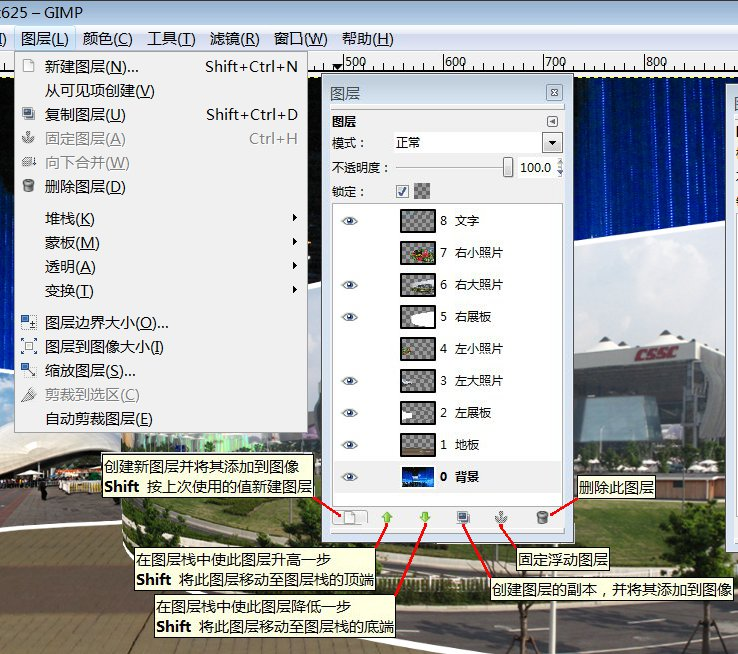 625 – GIMP
图层(L) 颜色(C) 工具(T) 滤镜(R) 窗口(W) 帮助(H)
新建图层(N)... Shift+Ctrl+N
从可见项创建(V)
复制图层(U) Shift+Ctrl+D
固定图层(A) Ctrl+H
向下合并(W)
删除图层(D)
堆栈(K)
蒙板(M)
透明(A)
变换(T)
图层边界大小(O)...
图层到图像大小(I)
缩放图层(S)...
剪裁到选区(C)
自动剪裁图层(E)
500 600 700 800
图层
图层
模式：
正常
不透明度：
100.0
锁定：
8 文字
7 右小照片
6 右大照片
5 右展板
4 左小照片
3 左大照片
2 左展板
1 地板
0 背景
CSSC
创建新图层并将其添加到图像
Shift 按上次使用的值新建图层
删除此图层
在图层栈中使此图层升高一步
Shift 将此图层移动至图层栈的顶端
固定浮动图层
创建图层的副本，并将其添加到图像
在图层栈中使此图层降低一步
Shift 将此图层移动至图层栈的底端